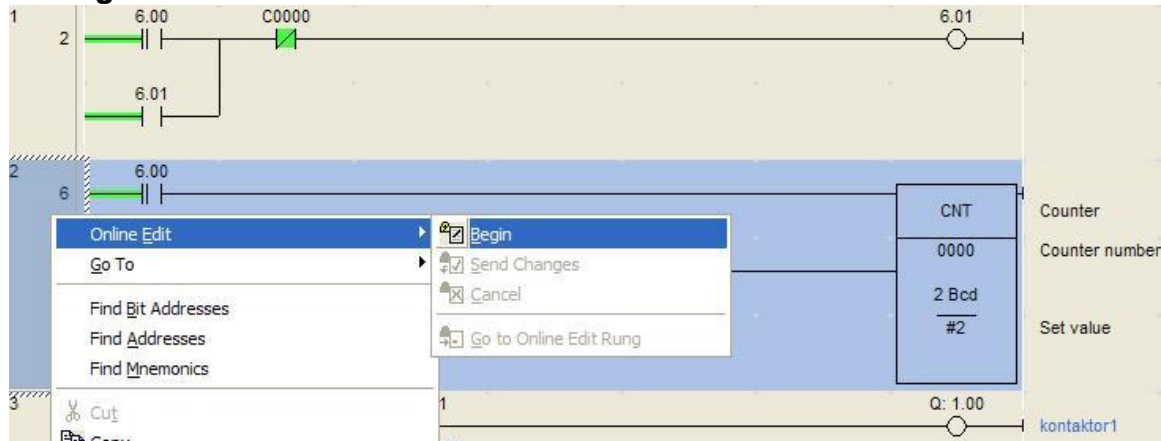 1
6.00 C0000 6.01
2
6.01
2
6.00
6
CNT Counter
Online Edit Begin
0000 Counter number
Go To Send Changes
Cancel
2 Bcd
Find Bit Addresses
#2 Set value
Find Addresses Go to Online Edit Rung
Find Mnemonics
3
Cut
1
Q: 1.00
Copy
kontaktor1